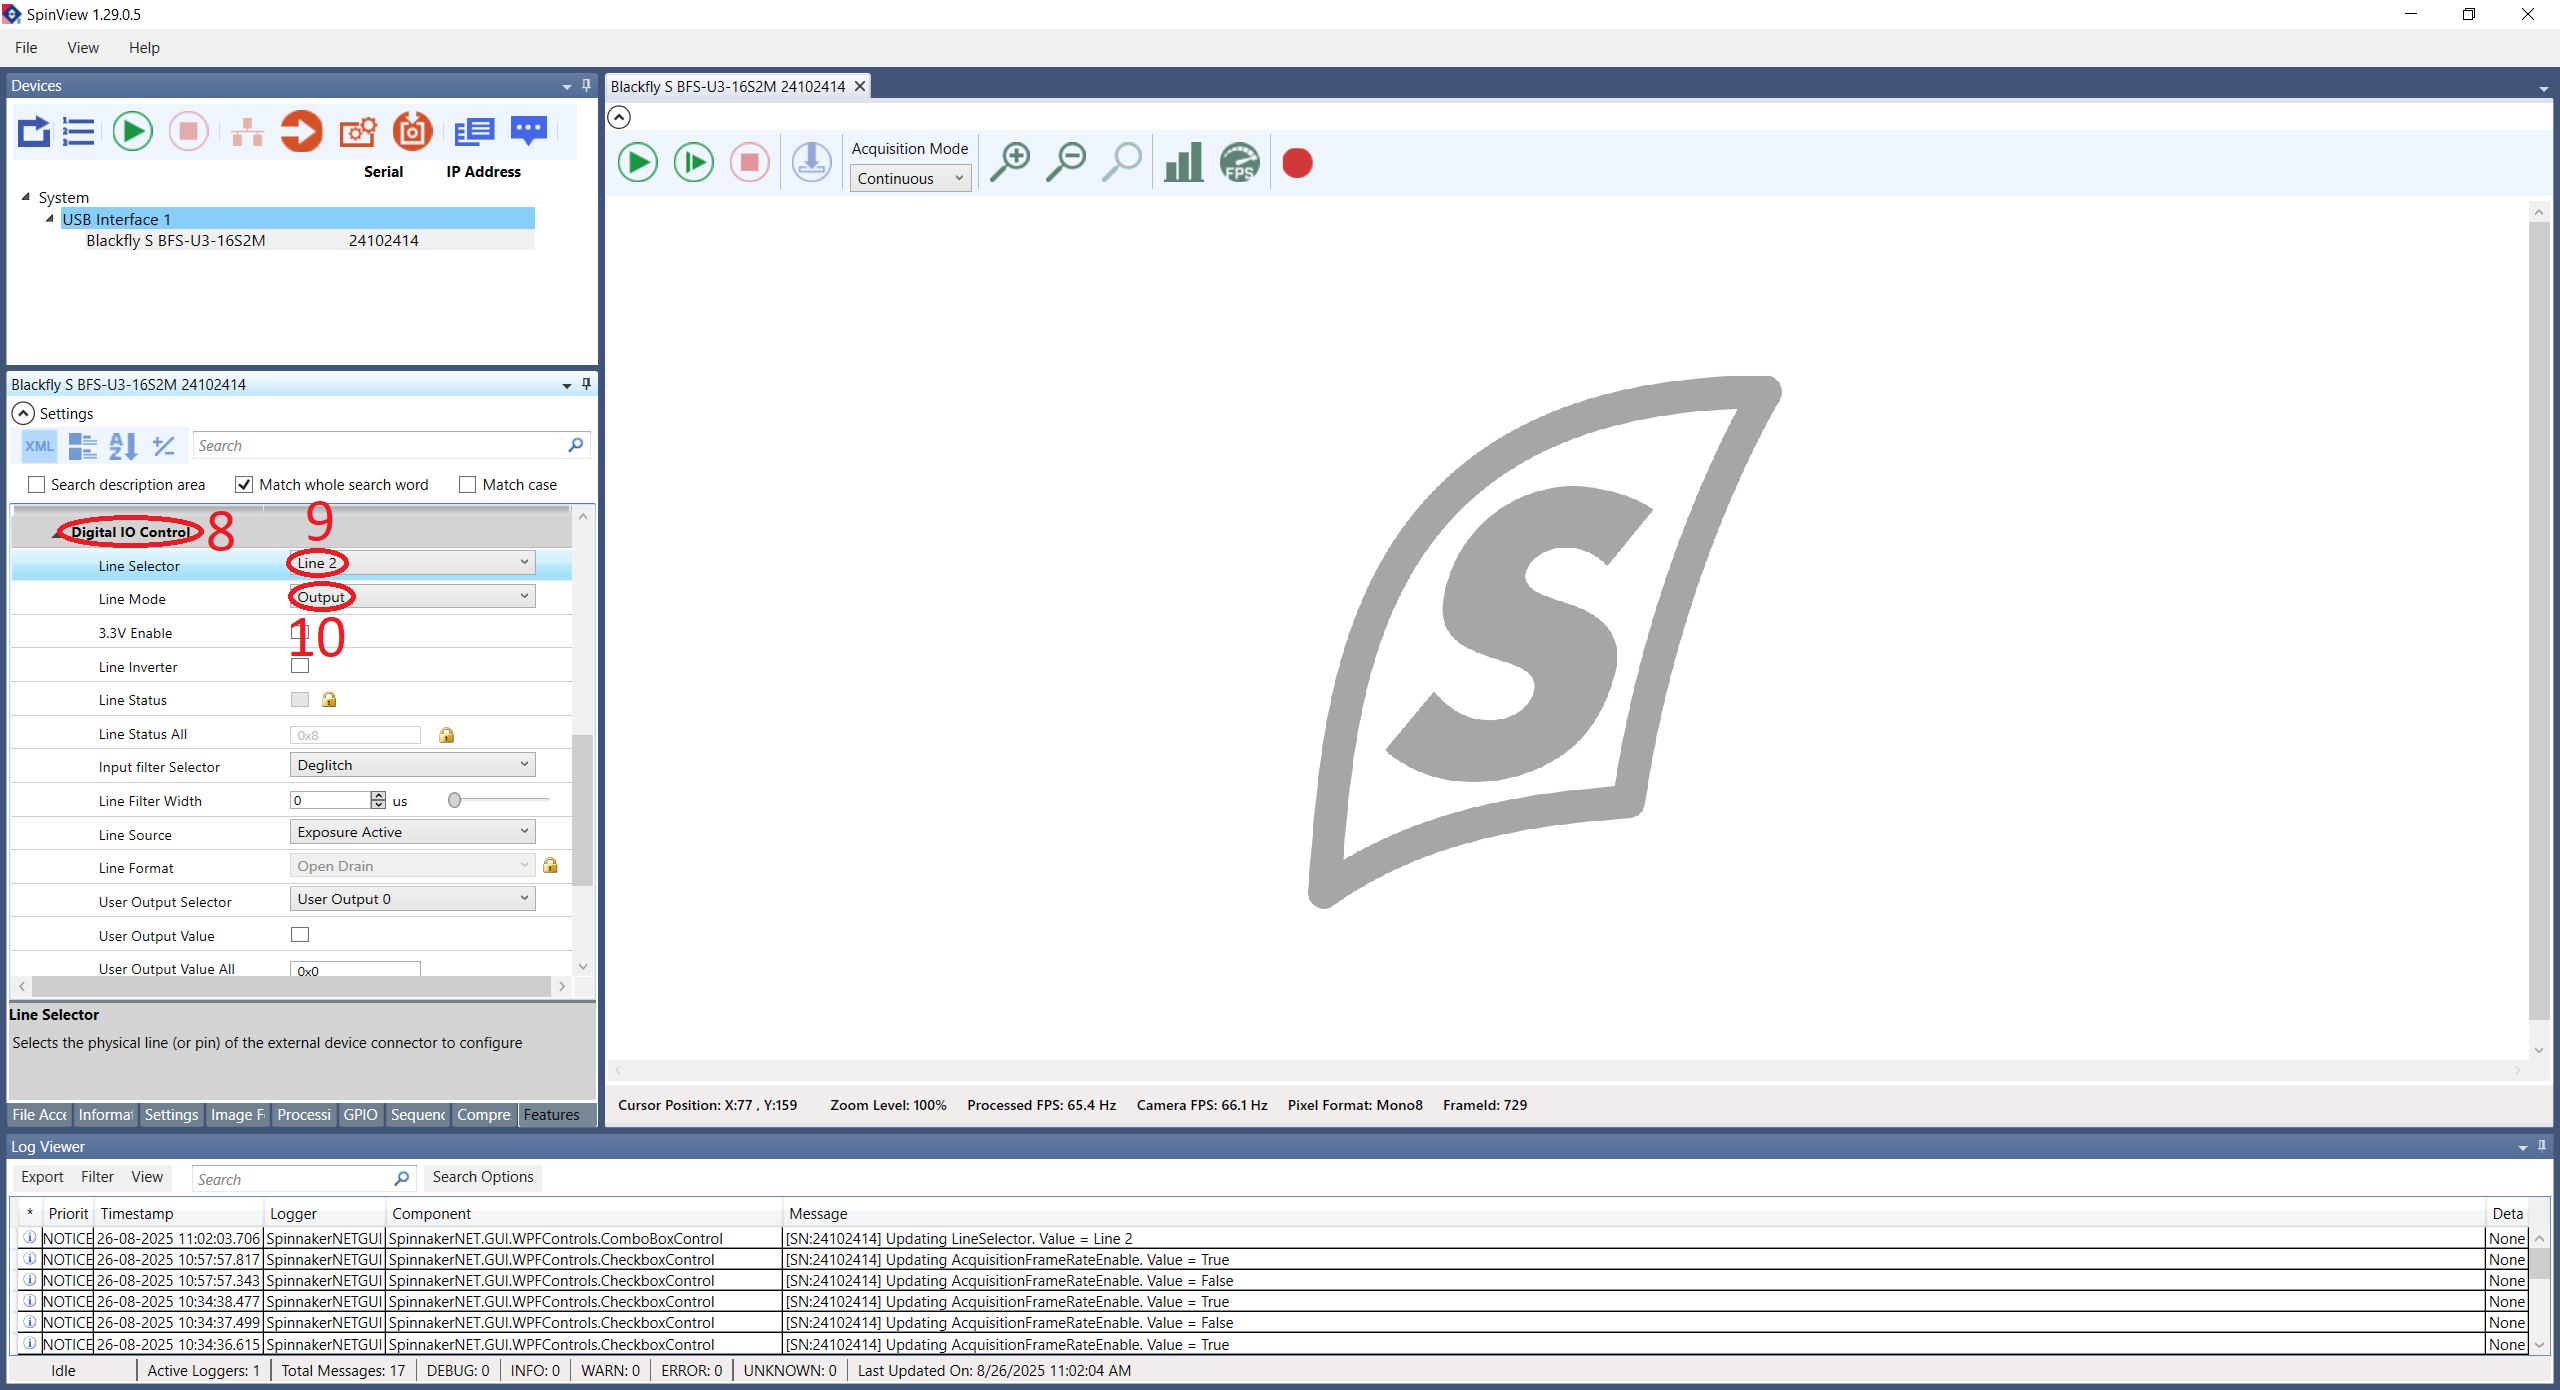 SpinView 1.29.0.5
File View Help
Devices
Serial IP Address
System
USB Interface 1
Blackfly S BFS-U3-16S2M 24102414
Blackfly S BFS-U3-16S2M 24102414
Settings
XML AZ Search
Search description area Match whole search word Match case
Digital IO Control 8 9
Line Selector Line 2
Line Mode Output
3.3V Enable 10
Line Inverter
Line Status
Line Status All 0x8
Input filter Selector Deglitch
Line Filter Width 0 us
Line Source Exposure Active
Line Format Open Drain
User Output Selector User Output 0
User Output Value
User Output Value All 0x0
Line Selector
Selects the physical line (or pin) of the external device connector to configure
File Acce Informat Settings Image F Processi GPIO Sequenc Compre Features
Blackfly S BFS-U3-16S2M 24102414
Acquisition Mode
Continuous
FPS
S
Cursor Position: X:77 , Y:159 Zoom Level: 100% Processed FPS: 65.4 Hz Camera FPS: 66.1 Hz Pixel Format: Mono8 FrameId: 729
Log Viewer
Export Filter View Search Search Options
* Priorit Timestamp Logger Component Message Deta
NOTICE 26-08-2025 11:02:03.706 SpinnakerNETGUI SpinnakerNET.GUI.WPFControls.ComboBoxControl [SN:24102414] Updating LineSelector. Value = Line 2 None
NOTICE 26-08-2025 10:57:57.817 SpinnakerNETGUI SpinnakerNET.GUI.WPFControls.CheckboxControl [SN:24102414] Updating AcquisitionFrameRateEnable. Value = True None
NOTICE 26-08-2025 10:57:57.343 SpinnakerNETGUI SpinnakerNET.GUI.WPFControls.CheckboxControl [SN:24102414] Updating AcquisitionFrameRateEnable. Value = False None
NOTICE 26-08-2025 10:34:38.477 SpinnakerNETGUI SpinnakerNET.GUI.WPFControls.CheckboxControl [SN:24102414] Updating AcquisitionFrameRateEnable. Value = True None
NOTICE 26-08-2025 10:34:37.499 SpinnakerNETGUI SpinnakerNET.GUI.WPFControls.CheckboxControl [SN:24102414] Updating AcquisitionFrameRateEnable. Value = False None
NOTICE 26-08-2025 10:34:36.615 SpinnakerNETGUI SpinnakerNET.GUI.WPFControls.CheckboxControl [SN:24102414] Updating AcquisitionFrameRateEnable. Value = True None
Idle Active Loggers: 1 Total Messages: 17 DEBUG: 0 INFO: 0 WARN: 0 ERROR: 0 UNKNOWN: 0 Last Updated On: 8/26/2025 11:02:04 AM